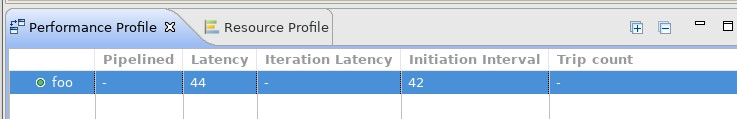 Performance Profile Resource Profile
Pipelined Latency Iteration Latency Initiation Interval Trip count
foo - 44 - 42 -